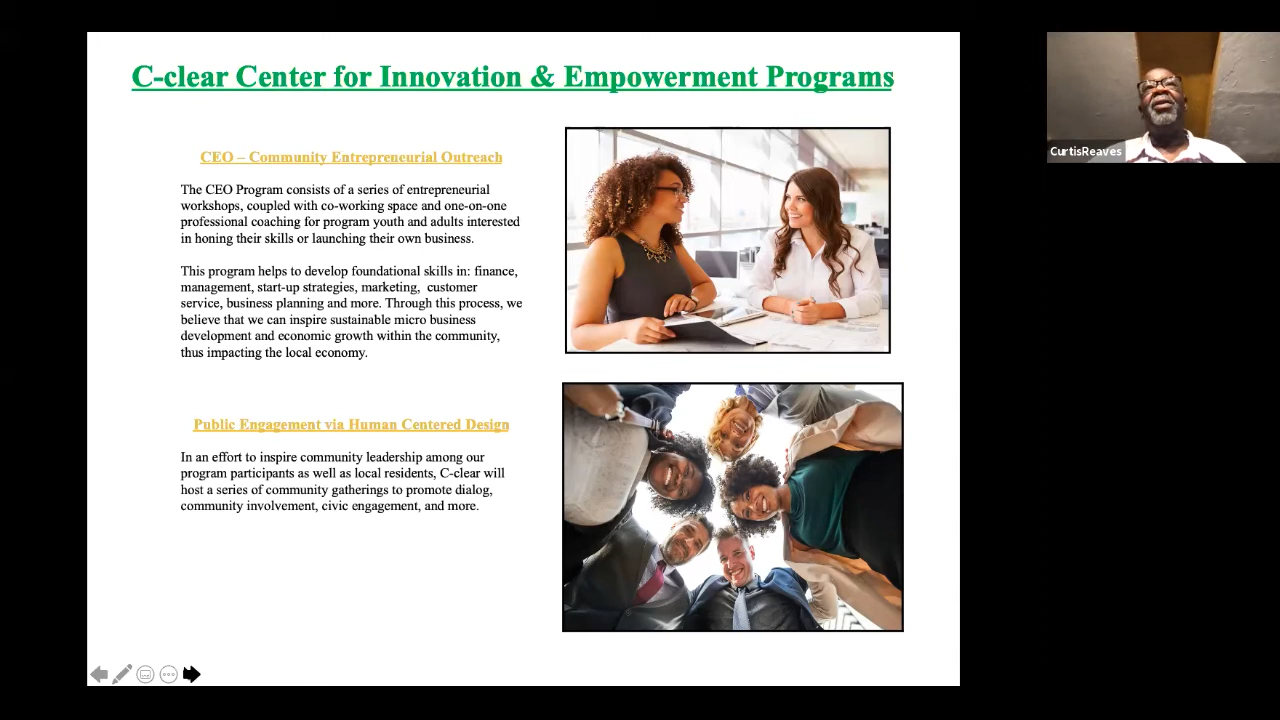 C-clear Center for Innovation & Empowerment Programs
CEO – Community Entrepreneurial Outreach
The CEO Program consists of a series of entrepreneurial
workshops, coupled with co-working space and one-on-one
professional coaching for program youth and adults interested
in honing their skills or launching their own business.
This program helps to develop foundational skills in: finance,
management, start-up strategies, marketing, customer
service, business planning and more. Through this process, we
believe that we can inspire sustainable micro business
development and economic growth within the community,
thus impacting the local economy.
Public Engagement via Human Centered Design
In an effort to inspire community leadership among our
program participants as well as local residents, C-clear will
host a series of community gatherings to promote dialog,
community involvement, civic engagement, and more.
CurtisReaves